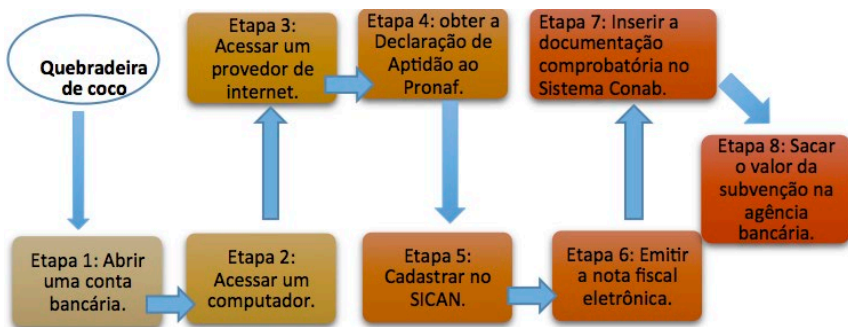 Quebradeira
de coco
Etapa 1: Abrir
uma conta
bancária.
Etapa 2:
Acessar um
computador.
Etapa 3:
Acessar um
provedor de
internet.
Etapa 4: obter a
Declaração de
Aptidão ao
Pronaf.
Etapa 5:
Cadastrar no
SICAN.
Etapa 6: Emitir
a nota fiscal
eletrônica.
Etapa 7: Inserir
a documentação
comprobatória no
Sistema Conab.
Etapa 8: Sacar
o valor da
subvenção na
agência
bancária.